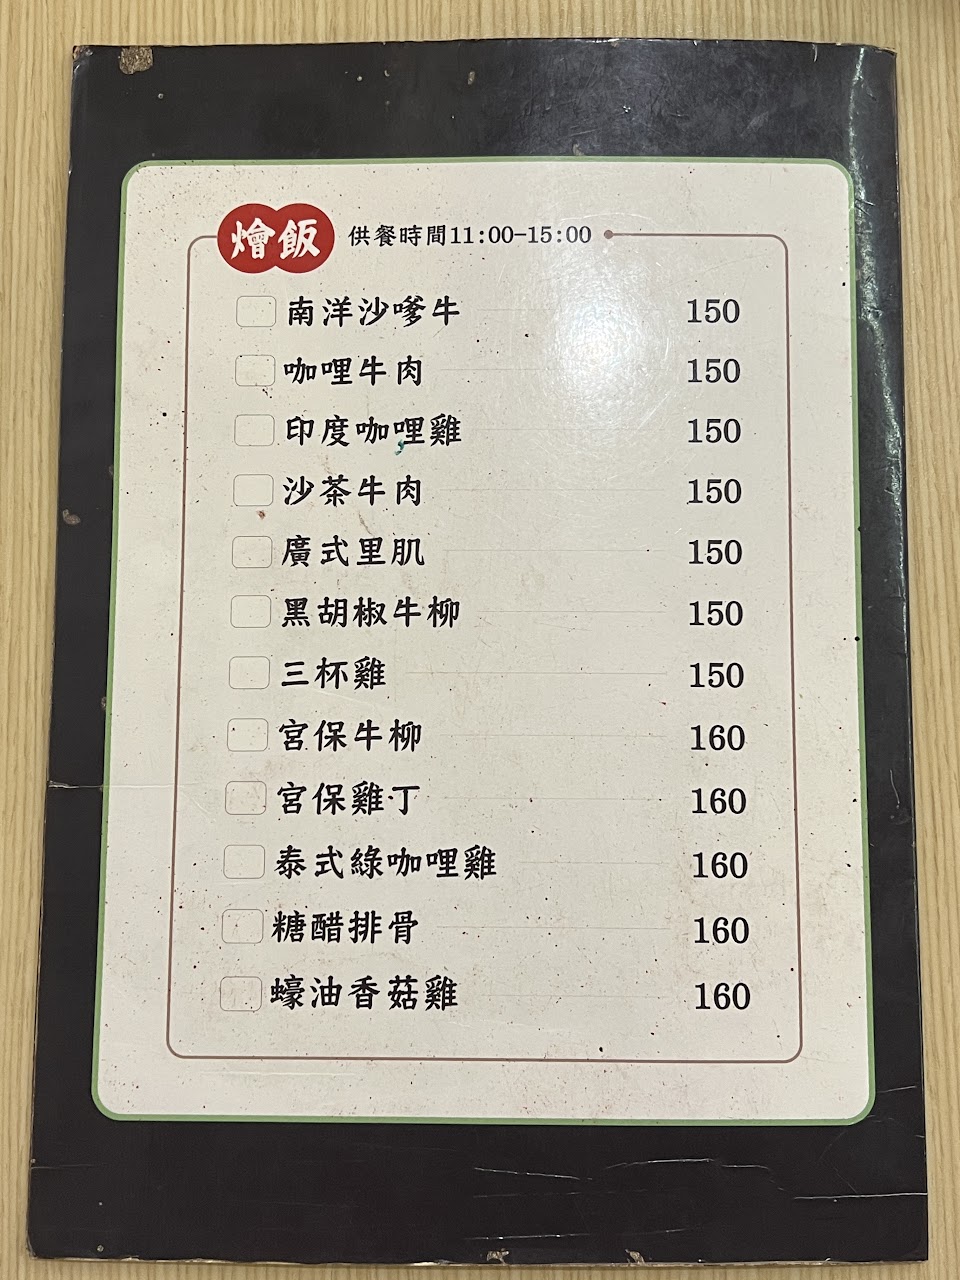 燴飯 供餐時間11:00-15:00
南洋沙嗲牛 150
咖哩牛肉 150
印度咖哩雞 150
沙茶牛肉 150
廣式里肌 150
黑胡椒牛柳 150
三杯雞 150
宮保牛柳 160
宮保雞丁 160
泰式綠咖哩雞 160
糖醋排骨 160
蠔油香菇雞 160